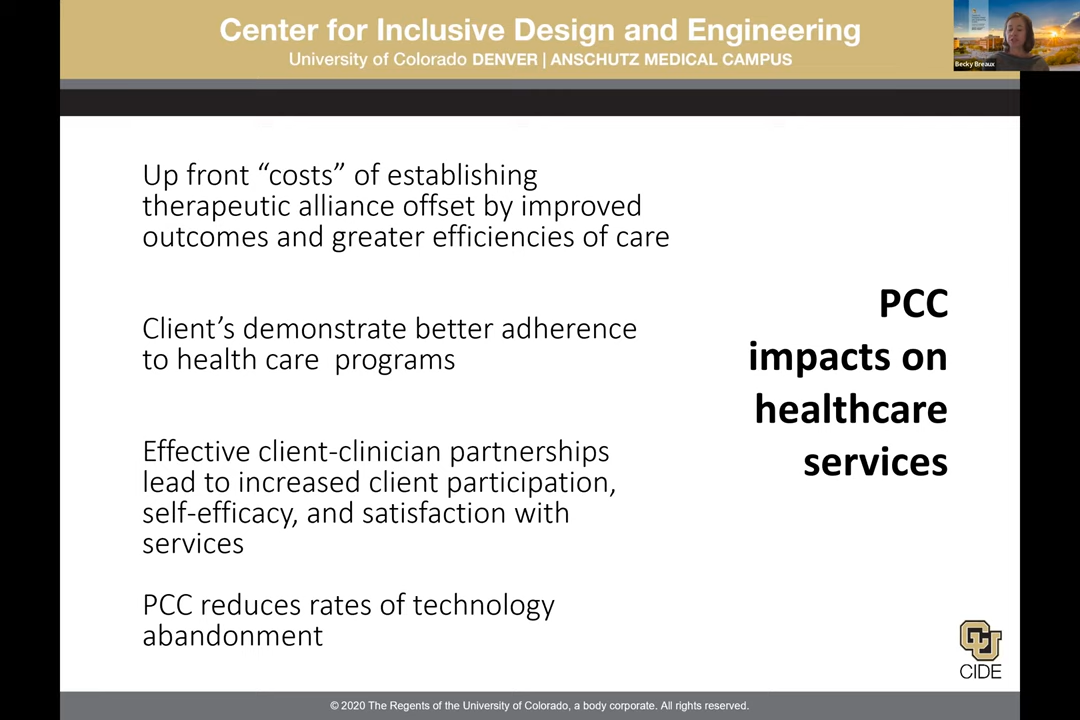 Center for Inclusive Design and Engineering
University of Colorado DENVER | ANSCHUTZ MEDICAL CAMPUS
Becky Breaux
Up front “costs” of establishing
therapeutic alliance offset by improved
outcomes and greater efficiencies of care
Client’s demonstrate better adherence
to health care  programs
Effective client-clinician partnerships
lead to increased client participation,
self-efficacy, and satisfaction with
services
PCC reduces rates of technology
abandonment
PCC
impacts on
healthcare
services
CU
CIDE
© 2020 The Regents of the University of Colorado, a body corporate. All rights reserved.